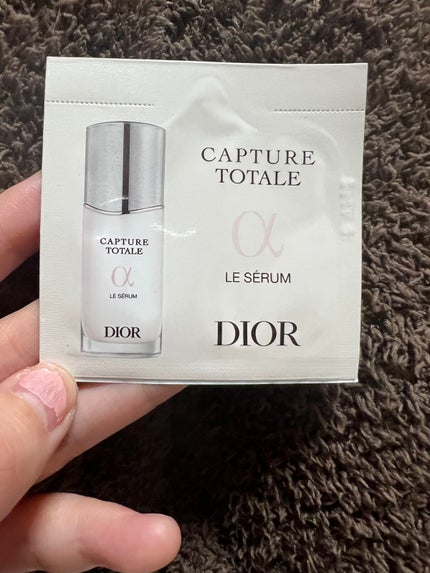 CAPTURE
TOTALE
α
LE SÉRUM
DIOR
CAPTURE
TOTALE
α
LE SÉRUM
DIOR